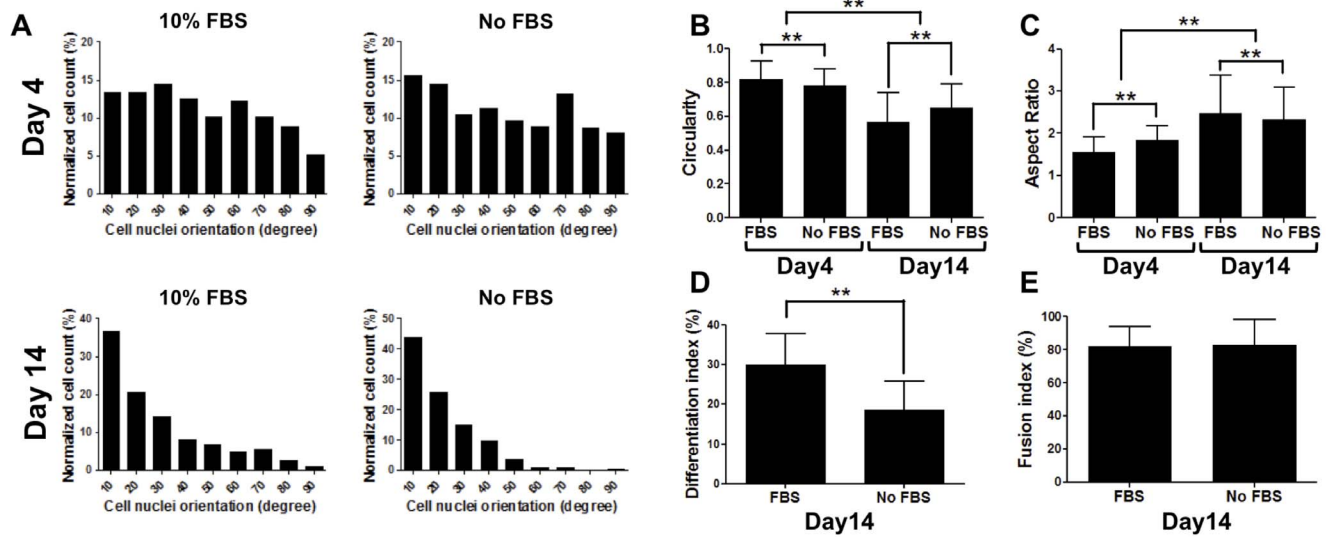 A
Day 4
10% FBS
Normalized cell count (%)
20
15
10
5
0
10 20 30 40 50 60 70 80 90
Cell nuclei orientation (degree)
No FBS
Normalized cell count (%)
20
15
10
5
0
10 20 30 40 50 60 70 80 90
Cell nuclei orientation (degree)
Day 14
10% FBS
Normalized cell count (%)
40
30
20
10
0
10 20 30 40 50 60 70 80 90
Cell nuclei orientation (degree)
No FBS
Normalized cell count (%)
50
40
30
20
10
0
10 20 30 40 50 60 70 80 90
Cell nuclei orientation (degree)
B
**
** **
Circularity
1.0
0.8
0.6
0.4
0.2
0.0
FBS No FBS FBS No FBS
Day4 Day14
C
**
** **
Aspect Ratio
4
3
2
1
0
FBS No FBS FBS No FBS
Day4 Day14
D
**
Differentiation index (%)
40
30
20
10
0
FBS No FBS
Day14
E
Fusion index (%)
100
80
60
40
20
0
FBS No FBS
Day14